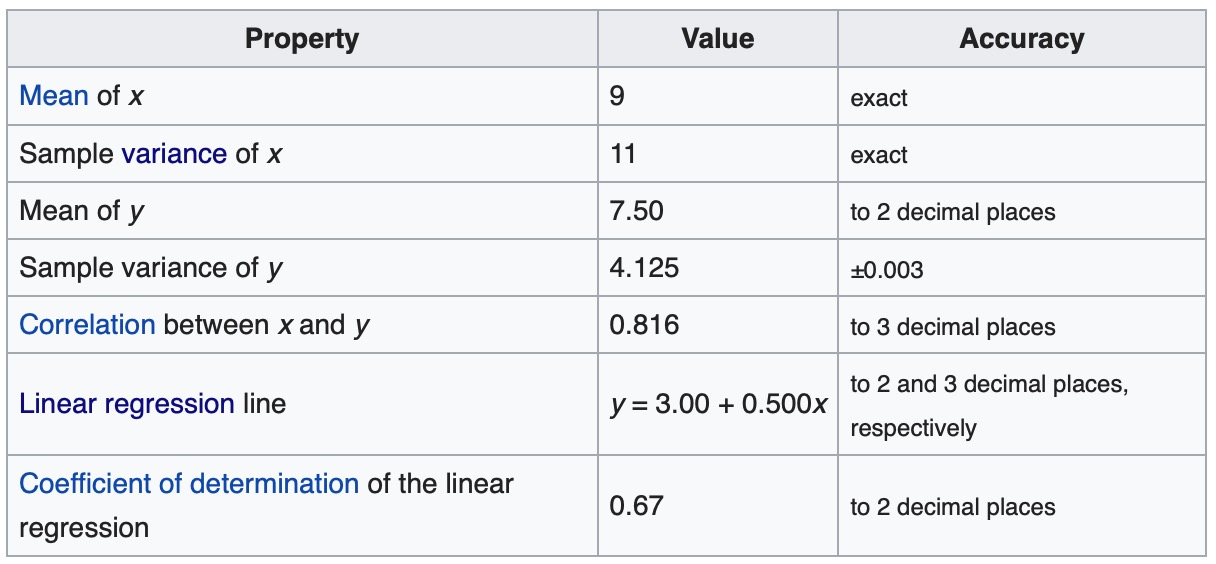 Property Value Accuracy
Mean of x 9 exact
Sample variance of x 11 exact
Mean of y 7.50 to 2 decimal places
Sample variance of y 4.125 ±0.003
Correlation between x and y 0.816 to 3 decimal places
Linear regression line y = 3.00 + 0.500x to 2 and 3 decimal places,
respectively
Coefficient of determination of the linear
regression 0.67 to 2 decimal places